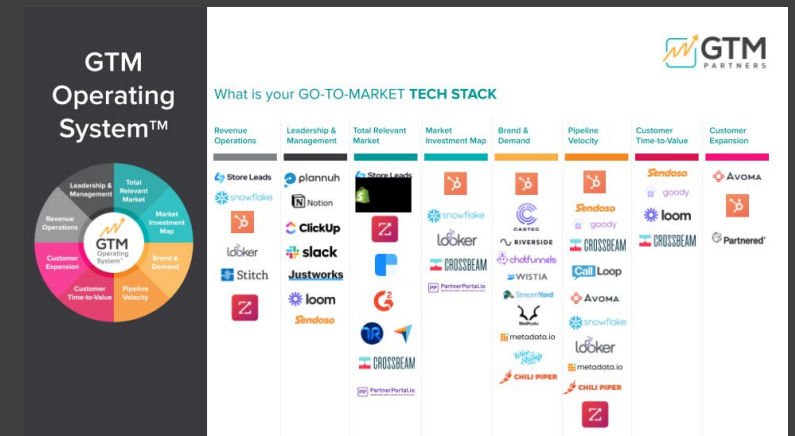 GTM
Operating
System™
Leadership &
Management
Total
Relevant
Market
Market
Investment
Map
Brand &
Demand
Pipeline
Velocity
Customer
Time-to-Value
Customer
Expansion
Revenue
Operations
GTM
Operating
System™
GTM
PARTNERS
What is your GO-TO-MARKET TECH STACK
Revenue
Operations
Store Leads
snowflake
looker
Stitch
Z
Leadership &
Management
plannuh
Notion
ClickUp
slack
Justworks
loom
Sendoso
Total Relevant
Market
Store Leads
Z
G2
CROSSBEAM
PP PartnerPortal.io
Market
Investment Map
snowflake
looker
CROSSBEAM
PP PartnerPortal.io
Brand &
Demand
CASTED
RIVERSIDE
chatfunnels
WISTIA
StreamYard
metadata.io
CHILI PIPER
Pipeline
Velocity
Sendoso
goody
CROSSBEAM
Call Loop
AVOMA
snowflake
looker
metadata.io
CHILI PIPER
Z
Customer
Time-to-Value
Sendoso
goody
loom
CROSSBEAM
Customer
Expansion
AVOMA
Partnered